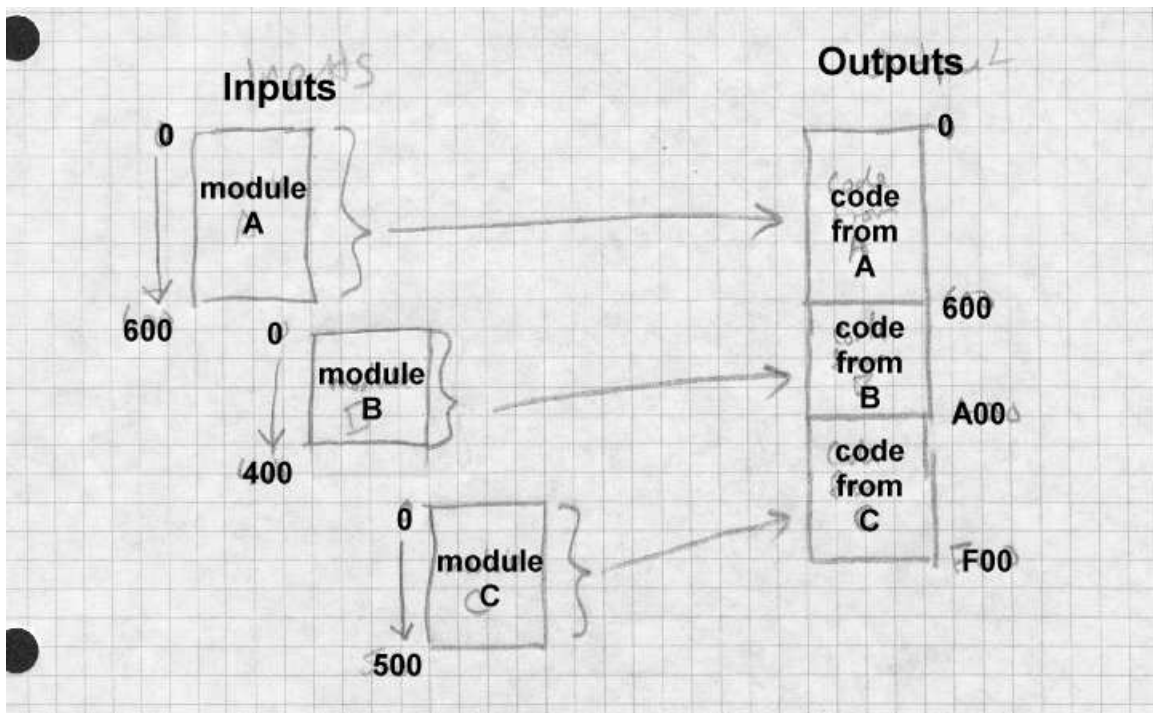 Inputs
Outputs
0
module
A
600
0
module
B
400
0
module
C
500
0
code
from
A
600
code
from
B
A00
code
from
C
F00